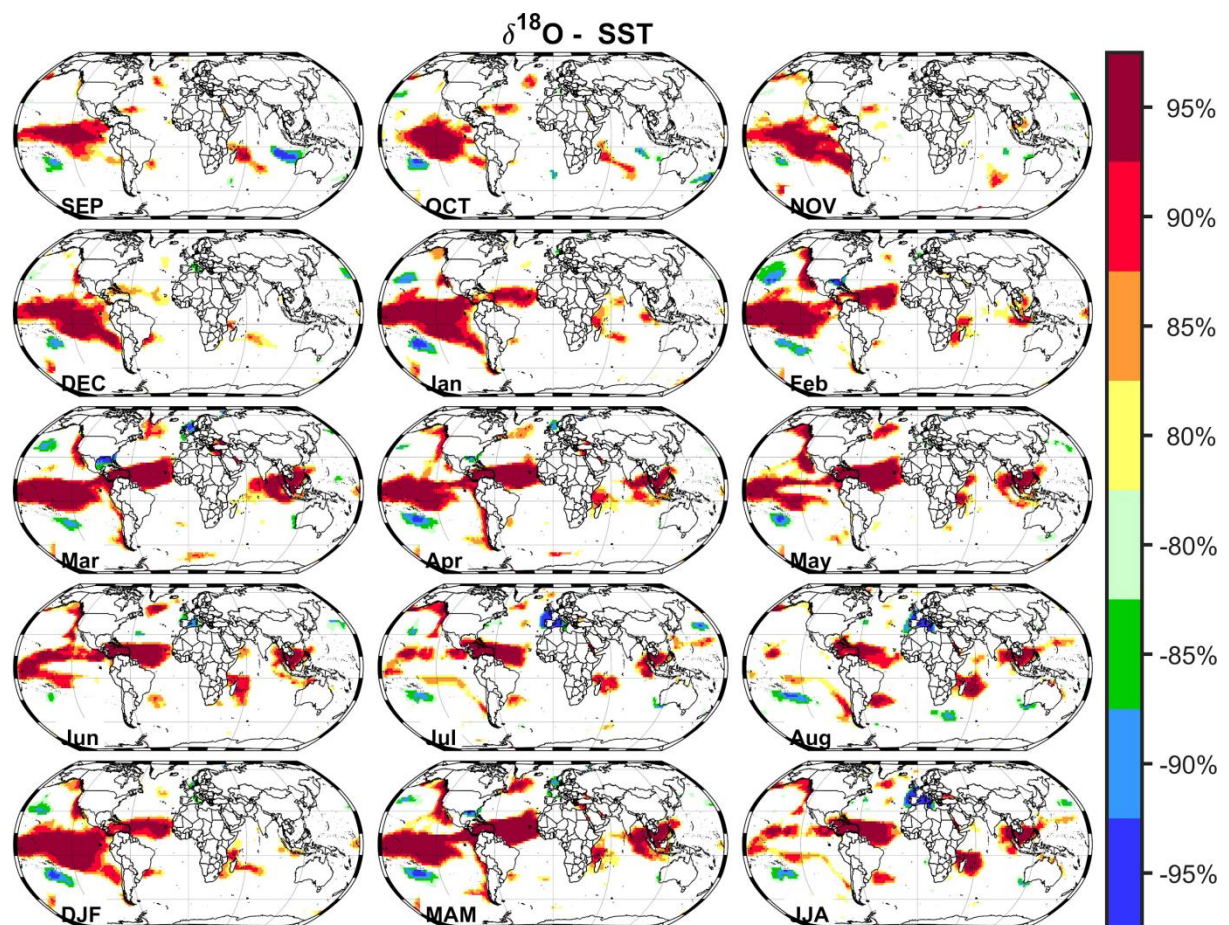 δ18O - SST
SEP
OCT
NOV
DEC
Jan
Feb
Mar
Apr
May
Jun
Jul
Aug
DJF
MAM
JJA
95%
90%
85%
80%
-80%
-85%
-90%
-95%